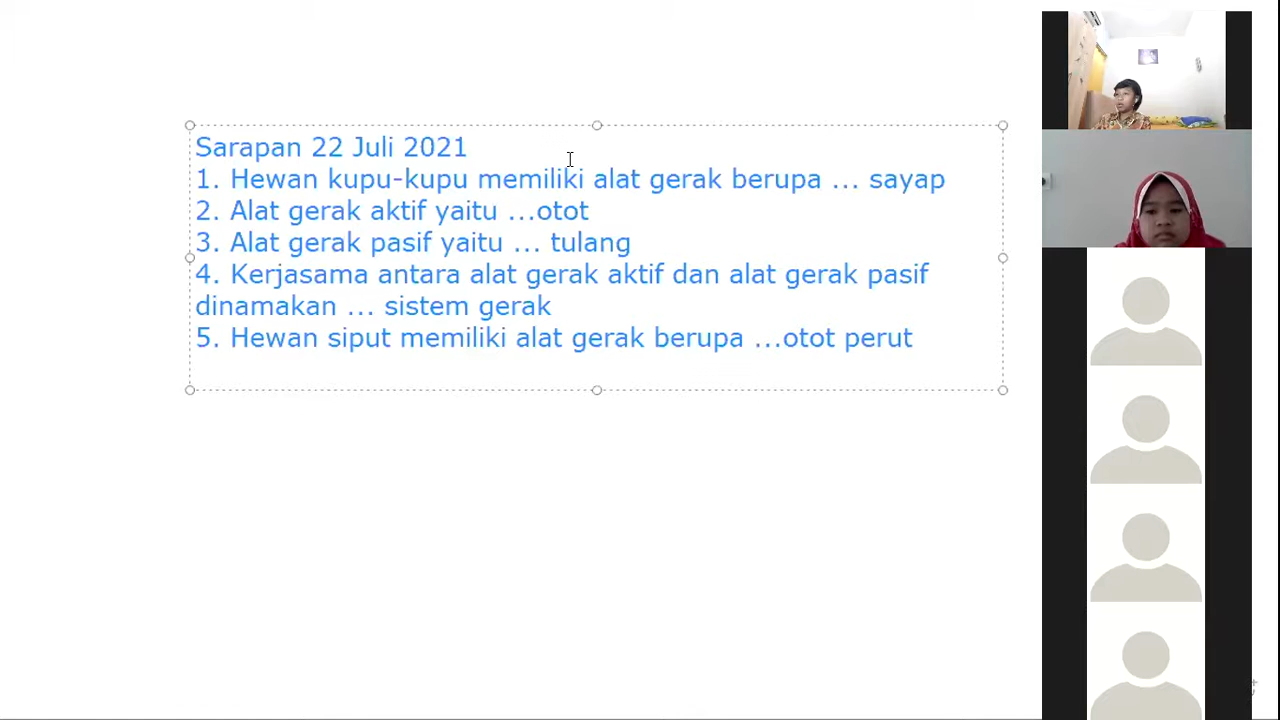 Sarapan 22 Juli 2021
1. Hewan kupu-kupu memiliki alat gerak berupa ... sayap
2. Alat gerak aktif yaitu ...otot
3. Alat gerak pasif yaitu ... tulang
4. Kerjasama antara alat gerak aktif dan alat gerak pasif
dinamakan ... sistem gerak
5. Hewan siput memiliki alat gerak berupa ...otot perut